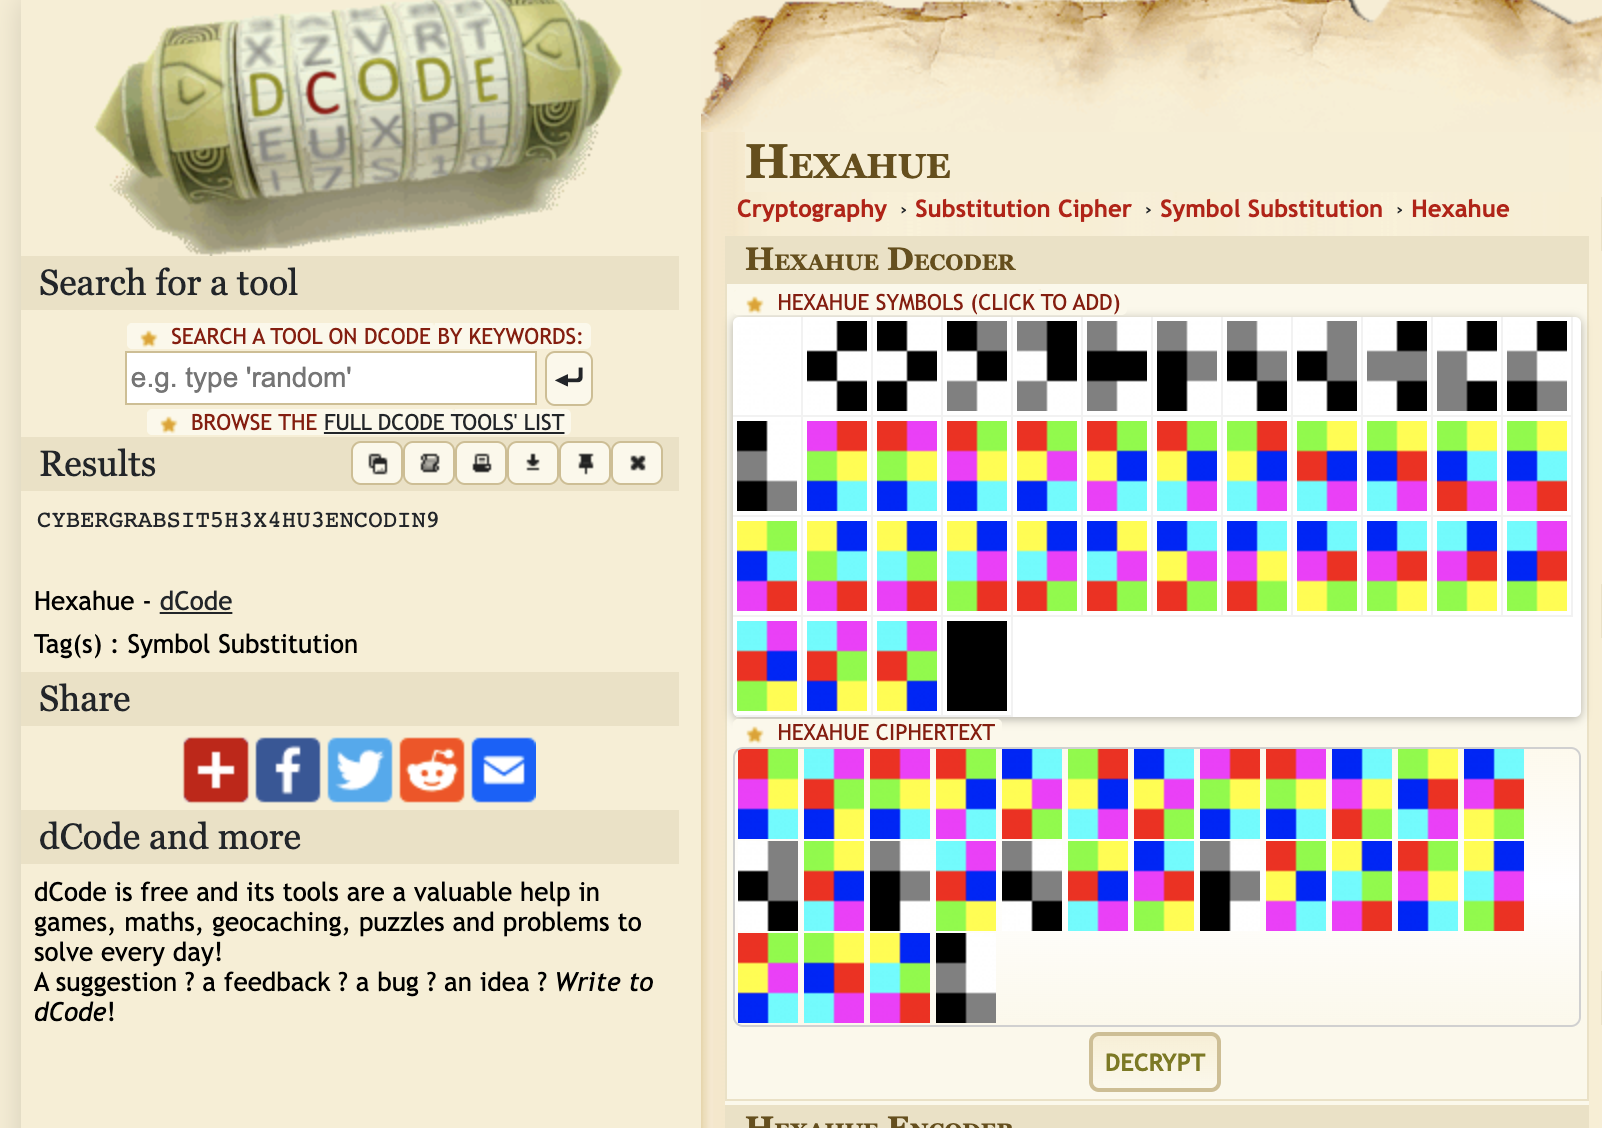 X Z V R T
D C O D E
E U X P L
Search for a tool
SEARCH A TOOL ON DCODE BY KEYWORDS:
e.g. type 'random'
BROWSE THE FULL DCODE TOOLS' LIST
Results
CYBERGRABSIT5H3X4HU3ENCODIN9
Hexahue - dCode
Tag(s) : Symbol Substitution
Share
dCode and more
dCode is free and its tools are a valuable help in
games, maths, geocaching, puzzles and problems to
solve every day!
A suggestion ? a feedback ? a bug ? an idea ? Write to
dCode!
HEXAHUE
Cryptography › Substitution Cipher › Symbol Substitution › Hexahue
HEXAHUE DECODER
HEXAHUE SYMBOLS (CLICK TO ADD)
HEXAHUE CIPHERTEXT
DECRYPT
HEXAHUE ENCODER